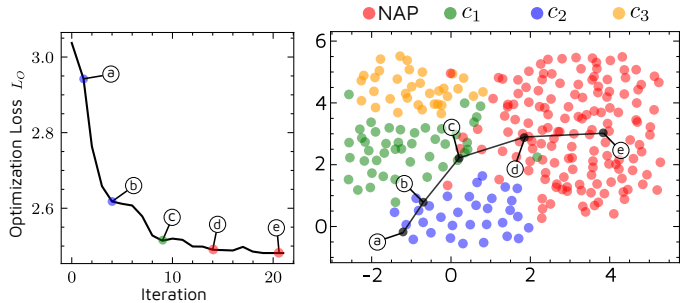 NAP c₁ c₂ c₃
Optimization Loss L_O
3.0
2.8
2.6
a
b
c
d
e
0 10 20
Iteration
6
4
2
0
c
b
a
d
e
−2 0 2 4